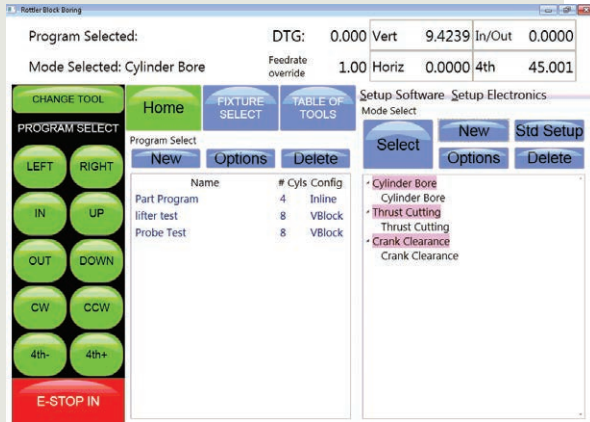 Rottler Block Boring
Program Selected: DTG: 0.000 Vert 9.4239 In/Out 0.0000
Mode Selected: Cylinder Bore Feedrate override 1.00 Horiz 0.0000 4th 45.001
CHANGE TOOL
PROGRAM SELECT
LEFT RIGHT
IN UP
OUT DOWN
CW CCW
4th- 4th+
E-STOP IN
Home FIXTURE SELECT TABLE OF TOOLS
Program Select
New Options Delete
Name # Cyls Config
Part Program 4 Inline
lifter test 8 VBlock
Probe Test 8 VBlock
Setup Software Setup Electronics
Mode Select
Select New Std Setup
Options Delete
Cylinder Bore
Cylinder Bore
Thrust Cutting
Thrust Cutting
Crank Clearance
Crank Clearance